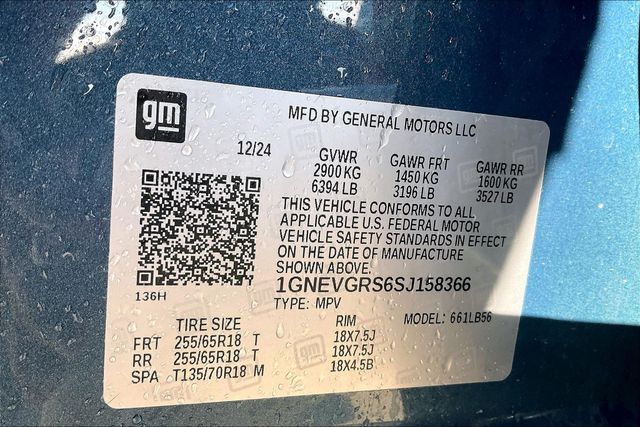 gm
MFD BY GENERAL MOTORS LLC
12/24
GVWR GAWR FRT GAWR RR
2900 KG 1450 KG 1600 KG
6394 LB 3196 LB 3527 LB
THIS VEHICLE CONFORMS TO ALL
APPLICABLE U.S. FEDERAL MOTOR
VEHICLE SAFETY STANDARDS IN EFFECT
ON THE DATE OF MANUFACTURE
SHOWN ABOVE.
136H
1GNEVGRS6SJ158366
TYPE: MPV
TIRE SIZE RIM MODEL: 661LB56
FRT 255/65R18 T 18X7.5J
RR 255/65R18 T 18X7.5J
SPA T135/70R18 M 18X4.5B